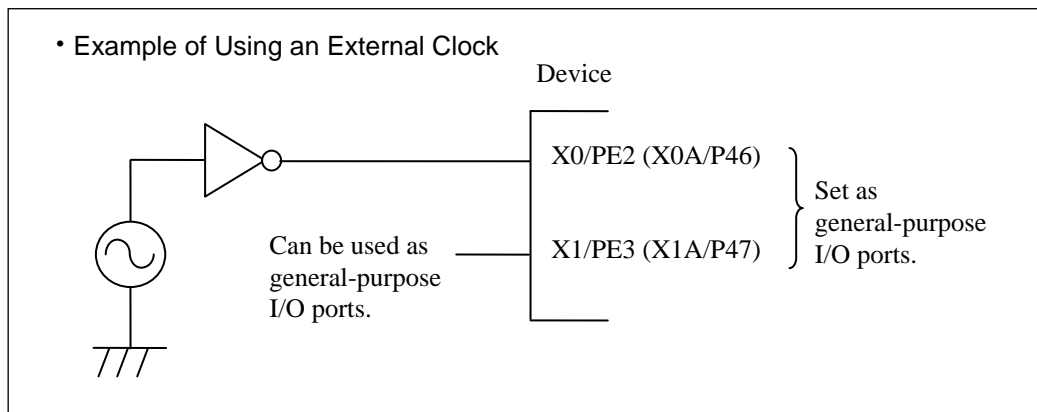 • Example of Using an External Clock
Device
X0/PE2 (X0A/P46)
X1/PE3 (X1A/P47)
Set as
general-purpose
I/O ports.
Can be used as
general-purpose
I/O ports.